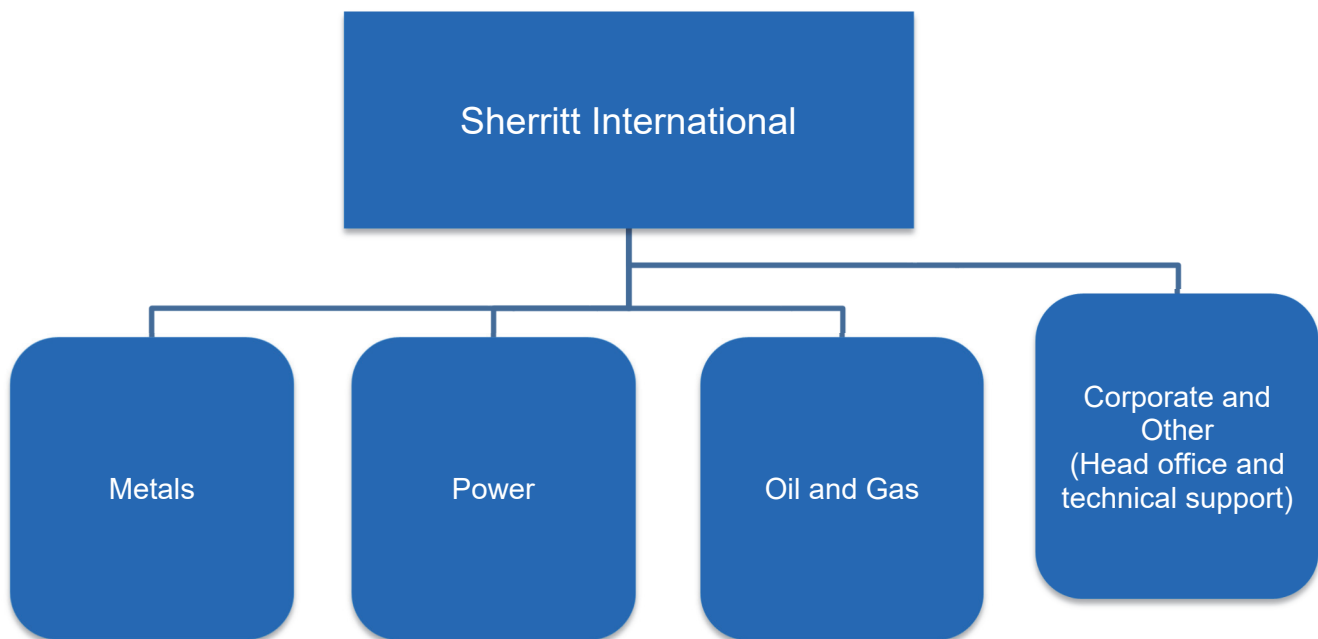 Sherritt International
Metals
Power
Oil and Gas
Corporate and
Other
(Head office and
technical support)